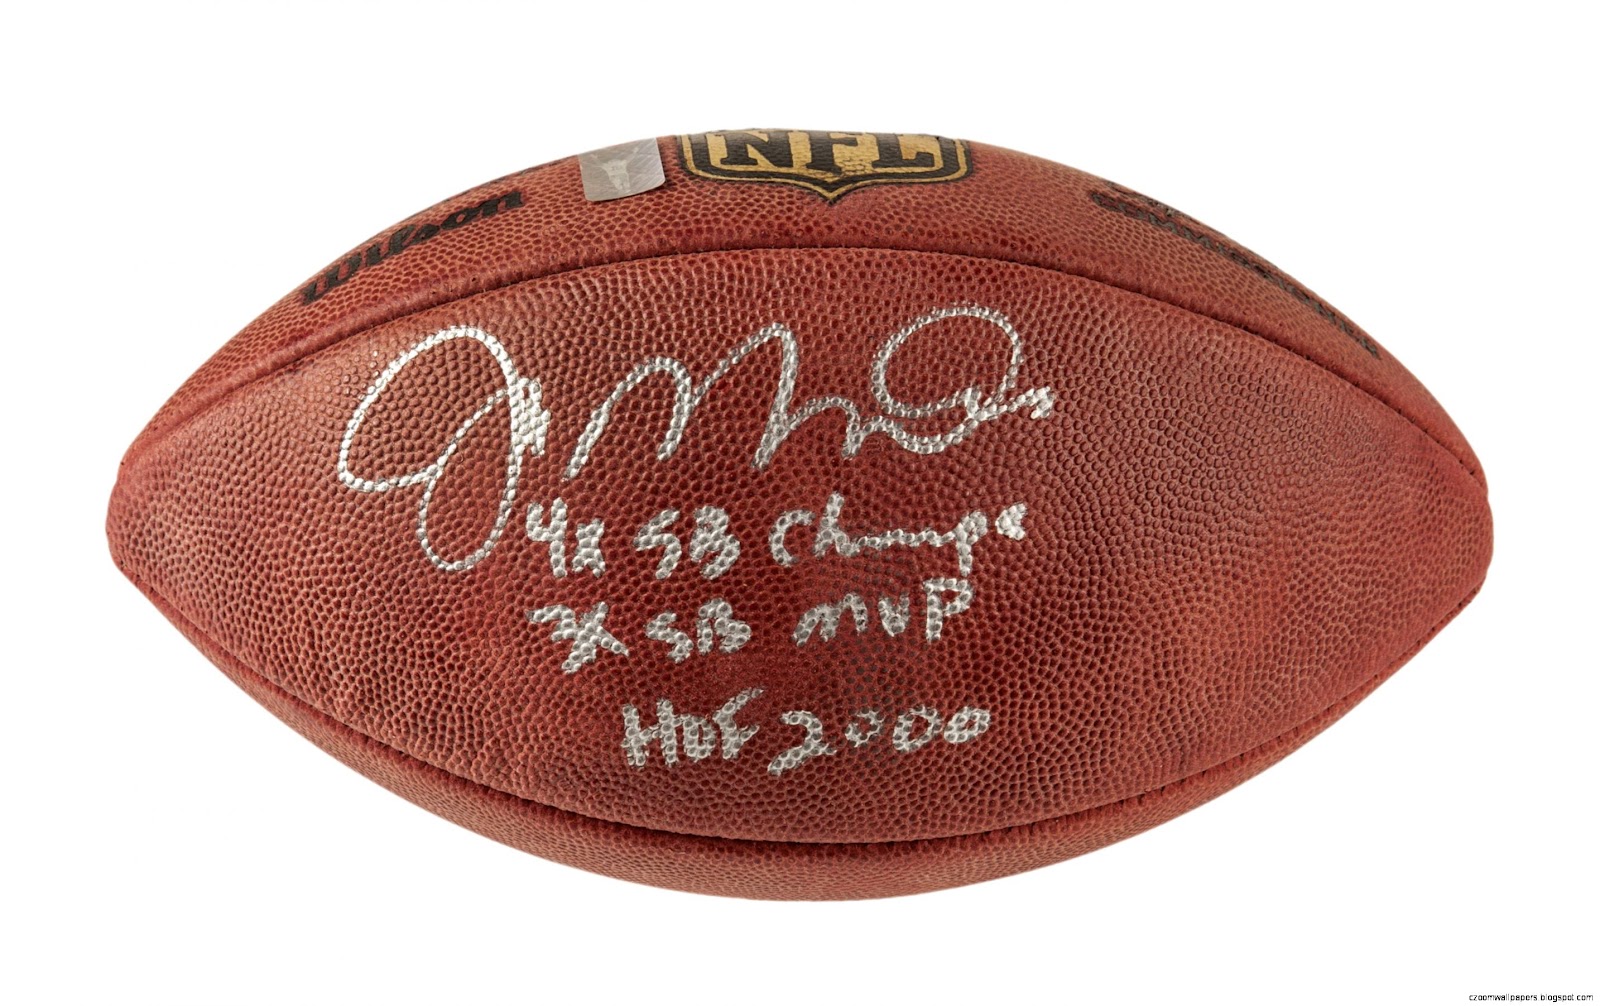 NFL
Wilson
4x SB Champs
3x SB MVP
HOF 2000
czoomwallpapers.blogspot.com